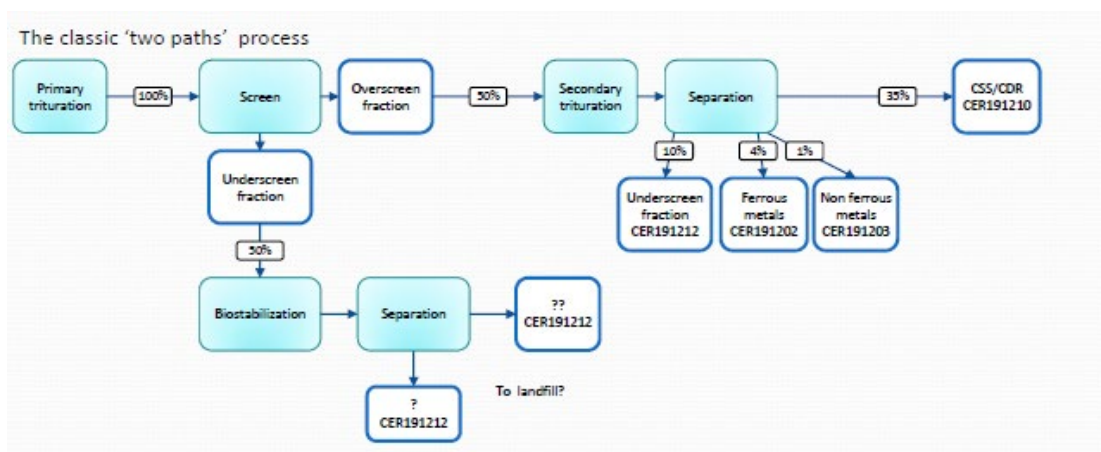 The classic 'two paths' process
Primary
trituration
100%
Screen
Overscreen
fraction
50%
Secondary
trituration
Separation
35%
CSS/CDR
CER191210
10%
4%
1%
Underscreen
fraction
Underscreen
fraction
CER191212
Ferrous
metals
CER191202
Non ferrous
metals
CER191203
50%
Biostabilization
Separation
??
CER191212
To landfill?
?
CER191212